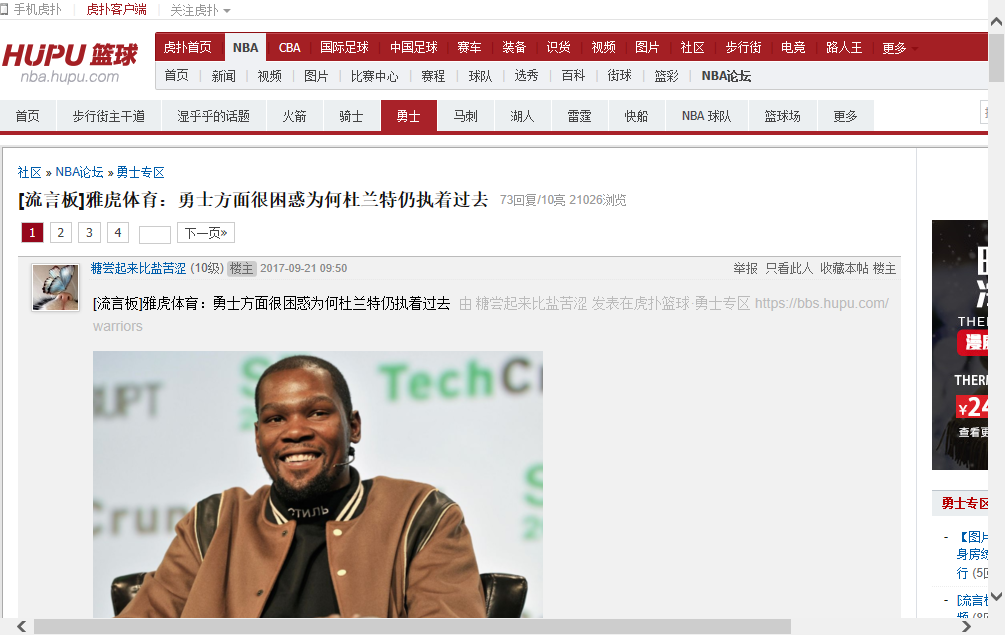 手机虎扑 虎扑客户端 关注虎扑
HUPU 篮球
nba.hupu.com
虎扑首页 NBA CBA 国际足球 中国足球 赛车 装备 识货 视频 图片 社区 步行街 电竞 路人王 更多
首页 新闻 视频 图片 比赛中心 赛程 球队 选秀 百科 街球 篮彩 NBA论坛
首页 步行街主干道 湿乎乎的话题 火箭 骑士 勇士 马刺 湖人 雷霆 快船 NBA 球队 篮球场 更多
社区 » NBA论坛 » 勇士专区
[流言板]雅虎体育：勇士方面很困惑为何杜兰特仍执着过去 73回复/10亮 21026浏览
1 2 3 4 下一页»
糖尝起来比盐苦涩 (10级) 楼主 2017-09-21 09:50 举报 只看此人 收藏本帖 楼主
[流言板]雅虎体育：勇士方面很困惑为何杜兰特仍执着过去 由 糖尝起来比盐苦涩 发表在虎扑篮球·勇士专区 https://bbs.hupu.com/
warriors
TechC
UPT
Crun
СТИЛЬ
THE
THERM
¥24
查看更
勇士专区
- 【图片
身房练
行 (5回
- [流言板